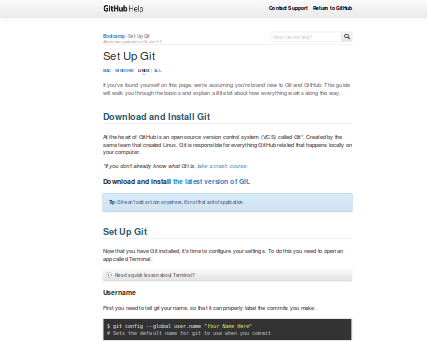 GitHub Help
Contact Support Return to GitHub
Bootcamp / Set Up Git
How can we help?
Set Up Git
MAC WINDOWS LINUX ALL
If you've found yourself on this page, we're assuming you're brand new to Git and GitHub. This guide
will walk you through the basics and explain a little bit about how everything works along the way.
Download and Install Git
At the heart of GitHub is an open source version control system (VCS) called Git*. Created by the
same team that created Linux, Git is responsible for everything GitHub related that happens locally on
your computer.
*If you don't already know what Git is, take a crash course.
Download and install the latest version of Git.
Tip: Git won't add an icon anywhere, it's not that sort of application.
Set Up Git
Now that you have Git installed, it's time to configure your settings. To do this you need to open an
app called Terminal.
Need a quick lesson about Terminal?
Username
First you need to tell git your name, so that it can properly label the commits you make.
$ git config --global user.name "Your Name Here"
# Sets the default name for git to use when you commit